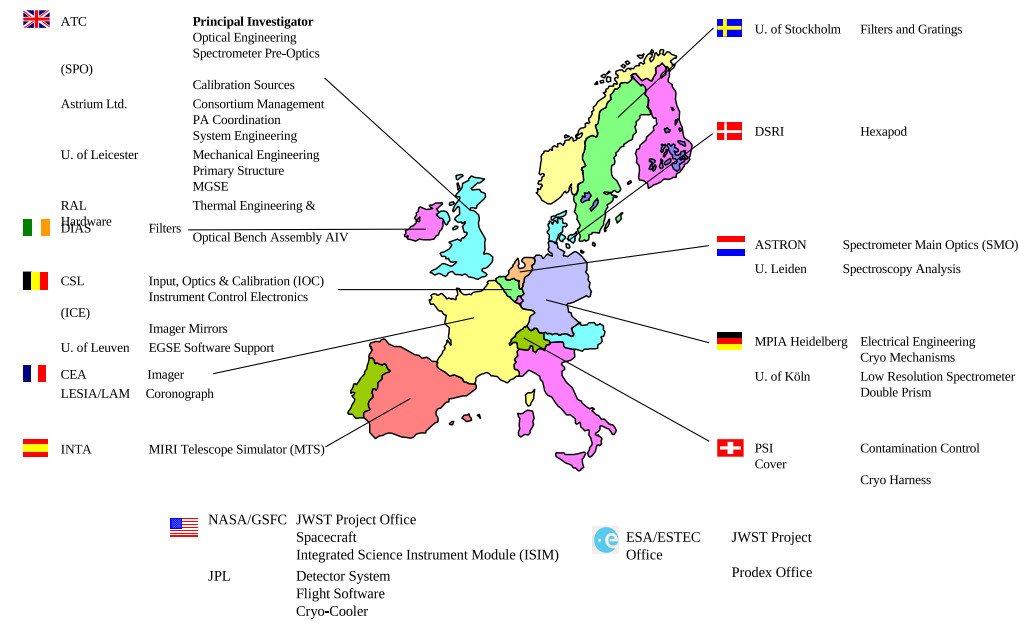 ATC Principal Investigator
Optical Engineering
Spectrometer Pre-Optics
(SPO)
Calibration Sources
Astrium Ltd. Consortium Management
PA Coordination
System Engineering
U. of Leicester Mechanical Engineering
Primary Structure
MGSE
RAL Thermal Engineering &
Hardware
DIAS Filters
Optical Bench Assembly AIV
CSL Input, Optics & Calibration (IOC)
Instrument Control Electronics
(ICE)
Imager Mirrors
U. of Leuven EGSE Software Support
CEA Imager
LESIA/LAM Coronograph
INTA MIRI Telescope Simulator (MTS)
U. of Stockholm Filters and Gratings
DSRI Hexapod
ASTRON Spectrometer Main Optics (SMO)
U. Leiden Spectroscopy Analysis
MPIA Heidelberg Electrical Engineering
Cryo Mechanisms
U. of Köln Low Resolution Spectrometer
Double Prism
PSI Contamination Control
Cover
Cryo Harness
NASA/GSFC JWST Project Office
Spacecraft
Integrated Science Instrument Module (ISIM)
JPL Detector System
Flight Software
Cryo-Cooler
ESA/ESTEC JWST Project
Office
Prodex Office